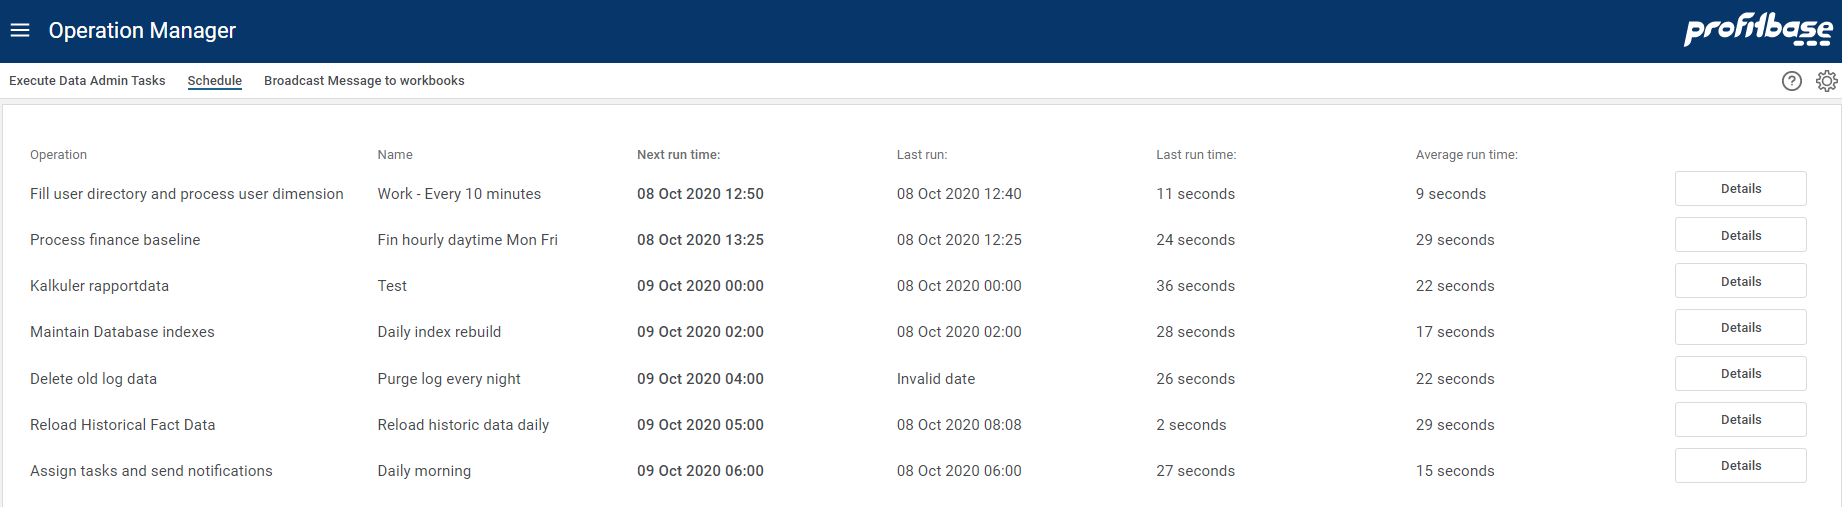 Operation Manager
profitbase
Execute Data Admin Tasks Schedule Broadcast Message to workbooks
Operation Name Next run time: Last run: Last run time: Average run time:
Fill user directory and process user dimension Work - Every 10 minutes 08 Oct 2020 12:50 08 Oct 2020 12:40 11 seconds 9 seconds Details
Process finance baseline Fin hourly daytime Mon Fri 08 Oct 2020 13:25 08 Oct 2020 12:25 24 seconds 29 seconds Details
Kalkuler rapportdata Test 09 Oct 2020 00:00 08 Oct 2020 00:00 36 seconds 22 seconds Details
Maintain Database indexes Daily index rebuild 09 Oct 2020 02:00 08 Oct 2020 02:00 28 seconds 17 seconds Details
Delete old log data Purge log every night 09 Oct 2020 04:00 Invalid date 26 seconds 22 seconds Details
Reload Historical Fact Data Reload historic data daily 09 Oct 2020 05:00 08 Oct 2020 08:08 2 seconds 29 seconds Details
Assign tasks and send notifications Daily morning 09 Oct 2020 06:00 08 Oct 2020 06:00 27 seconds 15 seconds Details